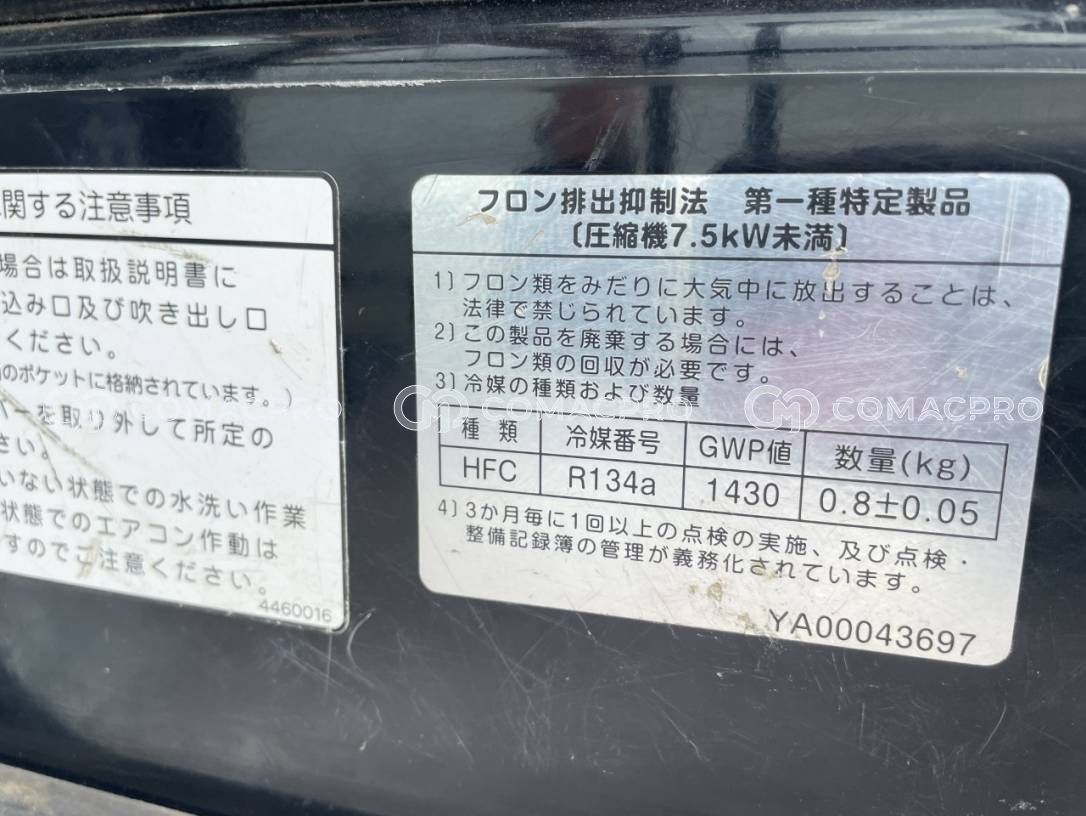 関する注意事項
場合は取扱説明書に
込み口及び吹き出し口
ください。
のポケットに格納されています。)
バーを取り外して所定の
さい。
いない状態での水洗い作業
状態でのエアコン作動は
すのでご注意ください。
4460016
フロン排出抑制法 第一種特定製品
〔圧縮機7.5kW未満〕
1) フロン類をみだりに大気中に放出することは、
法律で禁じられています。
2) この製品を廃棄する場合には、
フロン類の回収が必要です。
3) 冷媒の種類および数量
種類 冷媒番号 GWP値 数量(kg)
HFC R134a 1430 0.8±0.05
4) 3か月毎に1回以上の点検の実施、及び点検・
整備記録簿の管理が義務化されています。
YA00043697
COMACPRO COMACPRO